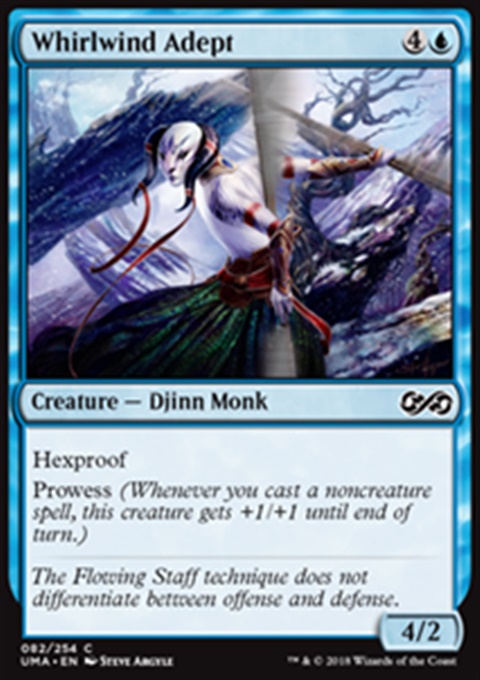 Whirlwind Adept 4
Creature — Djinn Monk
Hexproof
Prowess (Whenever you cast a noncreature
spell, this creature gets +1/+1 until end of
turn.)
The Flowing Staff technique does not
differentiate between offense and defense.
4/2
082/254 C
UMA • EN Steve Argyle ™ & © 2018 Wizards of the Coast